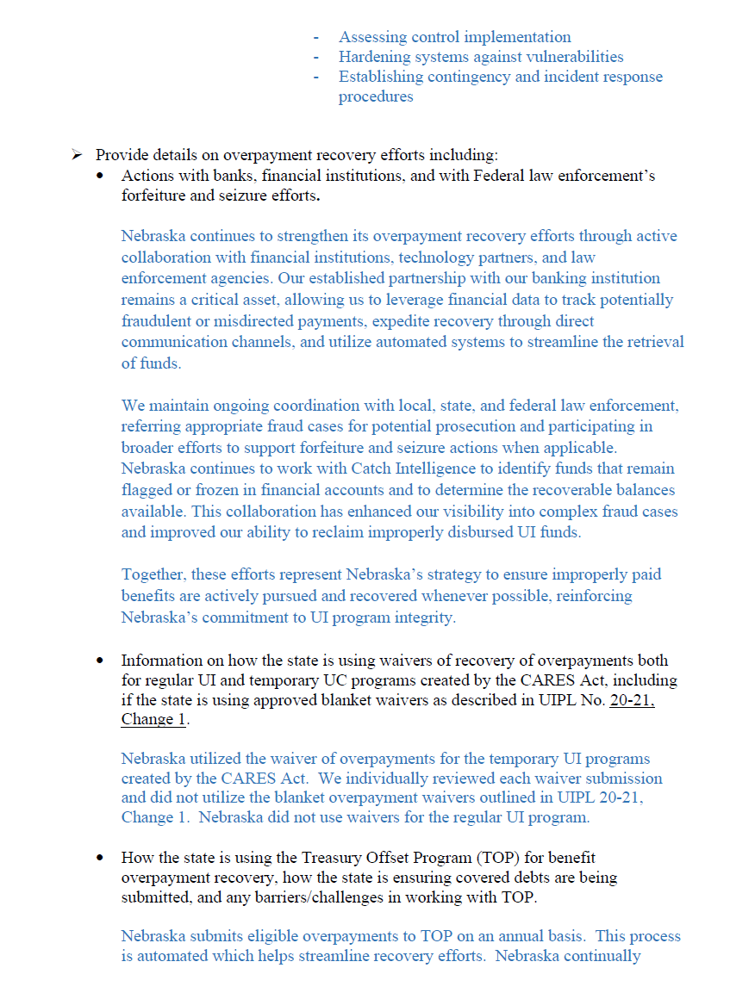 - Assessing control implementation
- Hardening systems against vulnerabilities
- Establishing contingency and incident response
procedures
➢ Provide details on overpayment recovery efforts including:
• Actions with banks, financial institutions, and with Federal law enforcement’s
forfeiture and seizure efforts.
Nebraska continues to strengthen its overpayment recovery efforts through active
collaboration with financial institutions, technology partners, and law
enforcement agencies. Our established partnership with our banking institution
remains a critical asset, allowing us to leverage financial data to track potentially
fraudulent or misdirected payments, expedite recovery through direct
communication channels, and utilize automated systems to streamline the retrieval
of funds.
We maintain ongoing coordination with local, state, and federal law enforcement,
referring appropriate fraud cases for potential prosecution and participating in
broader efforts to support forfeiture and seizure actions when applicable.
Nebraska continues to work with Catch Intelligence to identify funds that remain
flagged or frozen in financial accounts and to determine the recoverable balances
available. This collaboration has enhanced our visibility into complex fraud cases
and improved our ability to reclaim improperly disbursed UI funds.
Together, these efforts represent Nebraska’s strategy to ensure improperly paid
benefits are actively pursued and recovered whenever possible, reinforcing
Nebraska’s commitment to UI program integrity.
• Information on how the state is using waivers of recovery of overpayments both
for regular UI and temporary UC programs created by the CARES Act, including
if the state is using approved blanket waivers as described in UIPL No. 20-21,
Change 1.
Nebraska utilized the waiver of overpayments for the temporary UI programs
created by the CARES Act.  We individually reviewed each waiver submission
and did not utilize the blanket overpayment waivers outlined in UIPL 20-21,
Change 1.  Nebraska did not use waivers for the regular UI program.
• How the state is using the Treasury Offset Program (TOP) for benefit
overpayment recovery, how the state is ensuring covered debts are being
submitted, and any barriers/challenges in working with TOP.
Nebraska submits eligible overpayments to TOP on an annual basis.  This process
is automated which helps streamline recovery efforts.  Nebraska continually